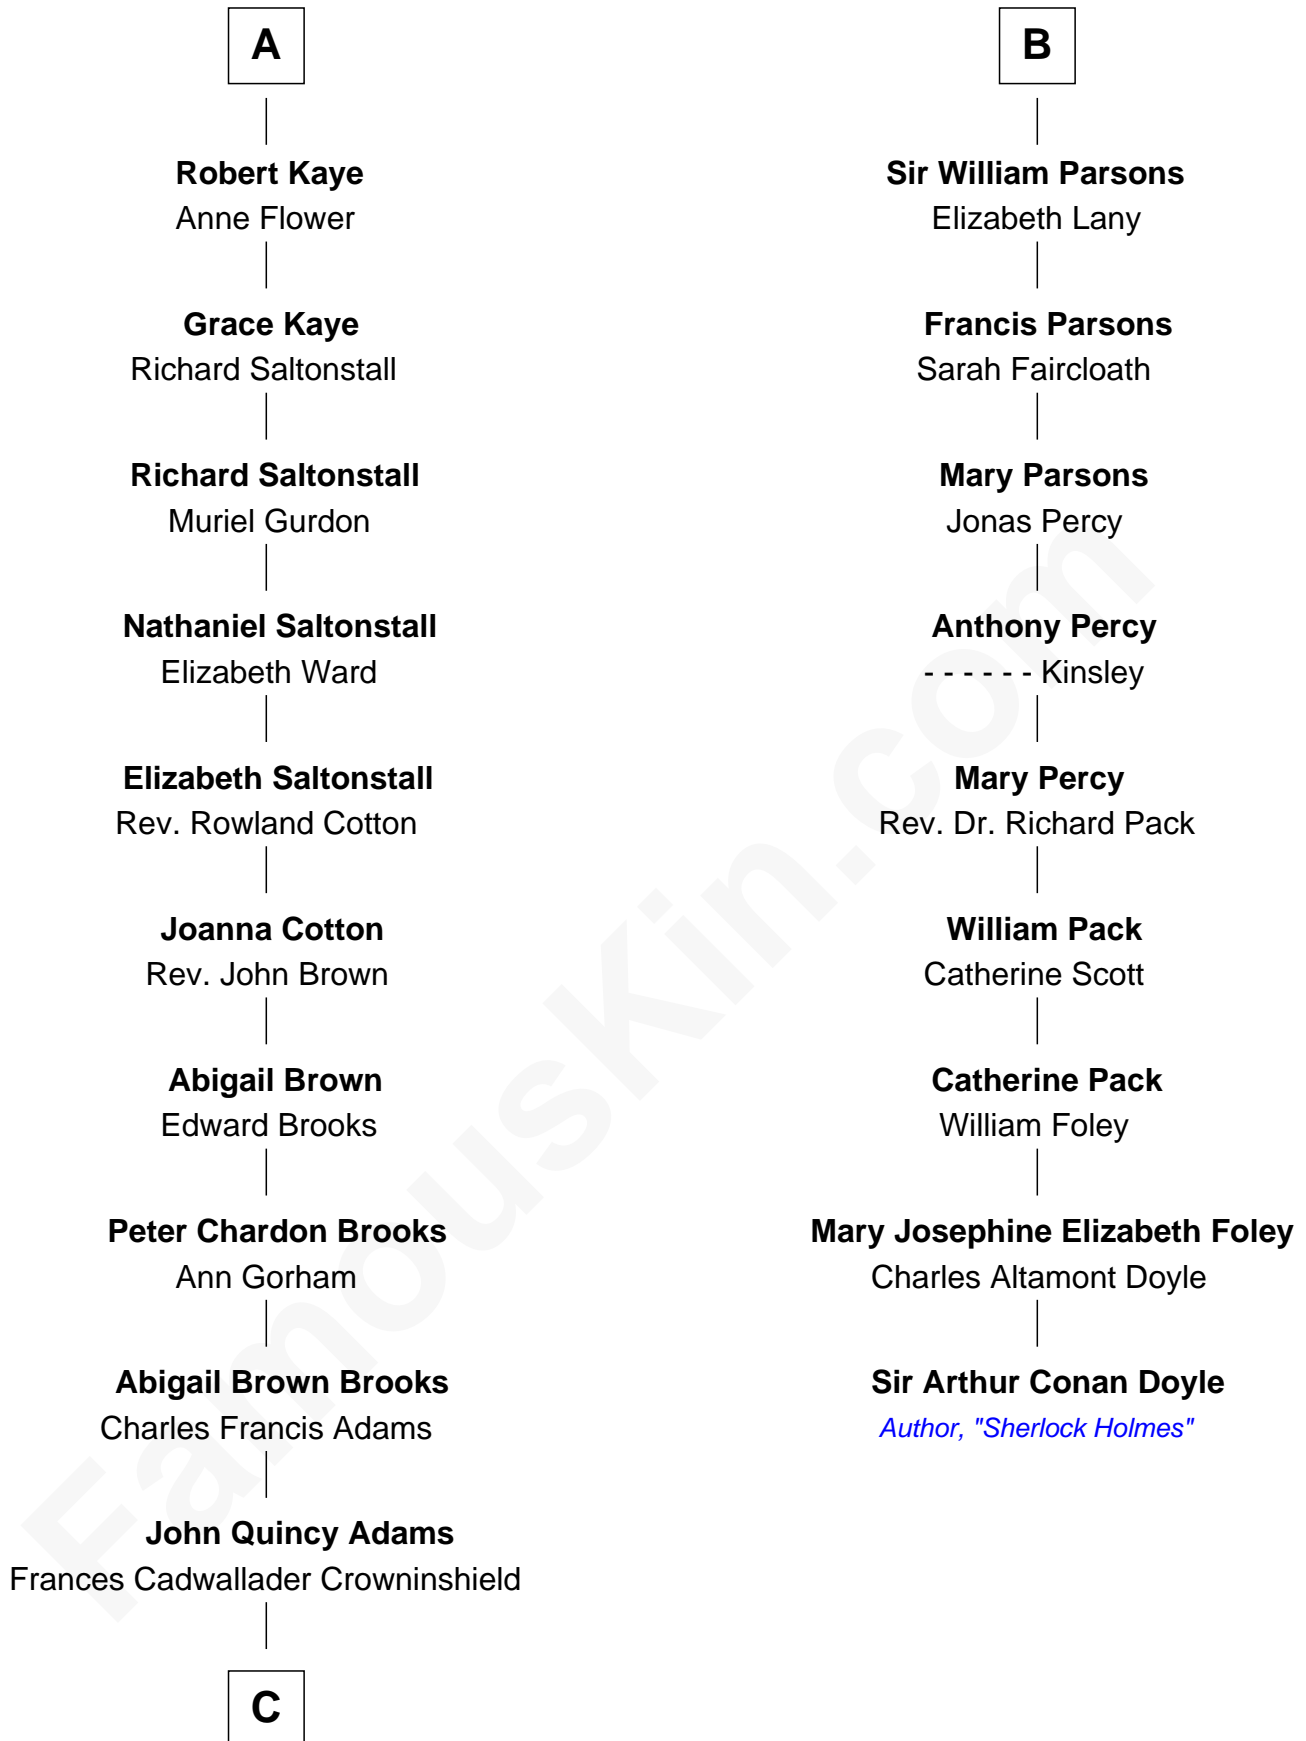 A
Robert Kaye
Anne Flower
Grace Kaye
Richard Saltonstall
Richard Saltonstall
Muriel Gurdon
Nathaniel Saltonstall
Elizabeth Ward
Elizabeth Saltonstall
Rev. Rowland Cotton
Joanna Cotton
Rev. John Brown
Abigail Brown
Edward Brooks
Peter Chardon Brooks
Ann Gorham
Abigail Brown Brooks
Charles Francis Adams
John Quincy Adams
Frances Cadwallader Crowninshield
C
B
Sir William Parsons
Elizabeth Lany
Francis Parsons
Sarah Faircloath
Mary Parsons
Jonas Percy
Anthony Percy
- - - - - - Kinsley
Mary Percy
Rev. Dr. Richard Pack
William Pack
Catherine Scott
Catherine Pack
William Foley
Mary Josephine Elizabeth Foley
Charles Altamont Doyle
Sir Arthur Conan Doyle
Author, "Sherlock Holmes"
FamousKin.com